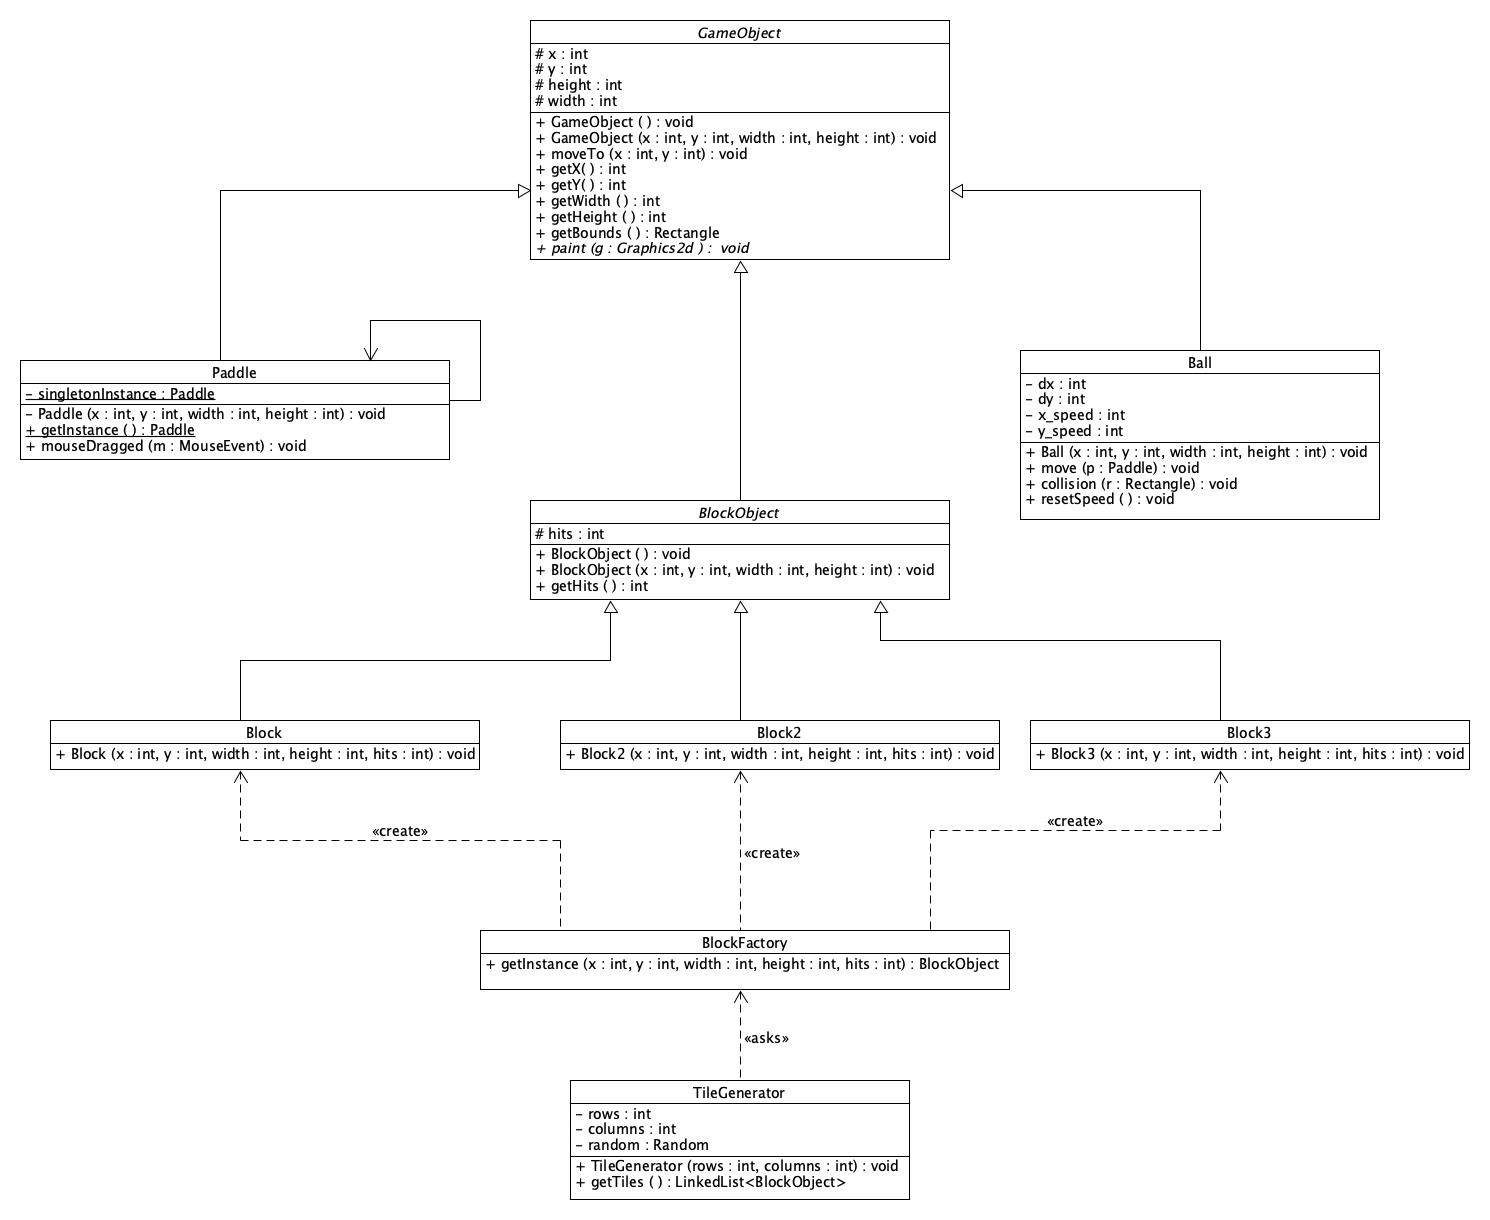 GameObject
# x : int
# y : int
# height : int
# width : int
+ GameObject ( ) : void
+ GameObject (x : int, y : int, width : int, height : int) : void
+ moveTo (x : int, y : int) : void
+ getX( ) : int
+ getY( ) : int
+ getWidth ( ) : int
+ getHeight ( ) : int
+ getBounds ( ) : Rectangle
+ paint (g : Graphics2d ) : void
Paddle
- singletonInstance : Paddle
- Paddle (x : int, y : int, width : int, height : int) : void
+ getInstance ( ) : Paddle
+ mouseDragged (m : MouseEvent) : void
Ball
- dx : int
- dy : int
- x_speed : int
- y_speed : int
+ Ball (x : int, y : int, width : int, height : int) : void
+ move (p : Paddle) : void
+ collision (r : Rectangle) : void
+ resetSpeed ( ) : void
BlockObject
# hits : int
+ BlockObject ( ) : void
+ BlockObject (x : int, y : int, width : int, height : int) : void
+ getHits ( ) : int
Block
+ Block (x : int, y : int, width : int, height : int, hits : int) : void
Block2
+ Block2 (x : int, y : int, width : int, height : int, hits : int) : void
Block3
+ Block3 (x : int, y : int, width : int, height : int, hits : int) : void
«create»
«create»
«create»
BlockFactory
+ getInstance (x : int, y : int, width : int, height : int, hits : int) : BlockObject
«asks»
TileGenerator
- rows : int
- columns : int
- random : Random
+ TileGenerator (rows : int, columns : int) : void
+ getTiles ( ) : LinkedList<BlockObject>